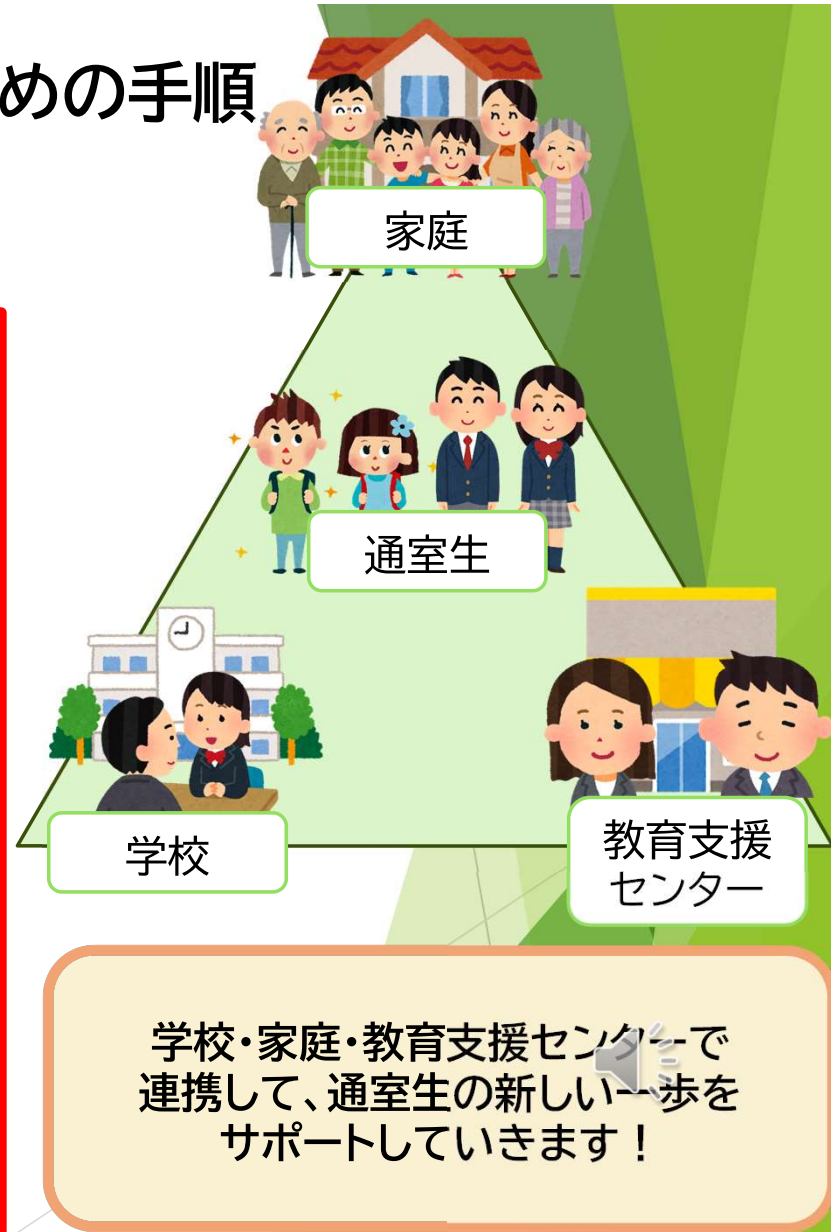 めの手順
家庭
通室生
学校
教育支援
センター
学校・家庭・教育支援センターで
連携して、通室生の新しい一歩を
サポートしていきます！